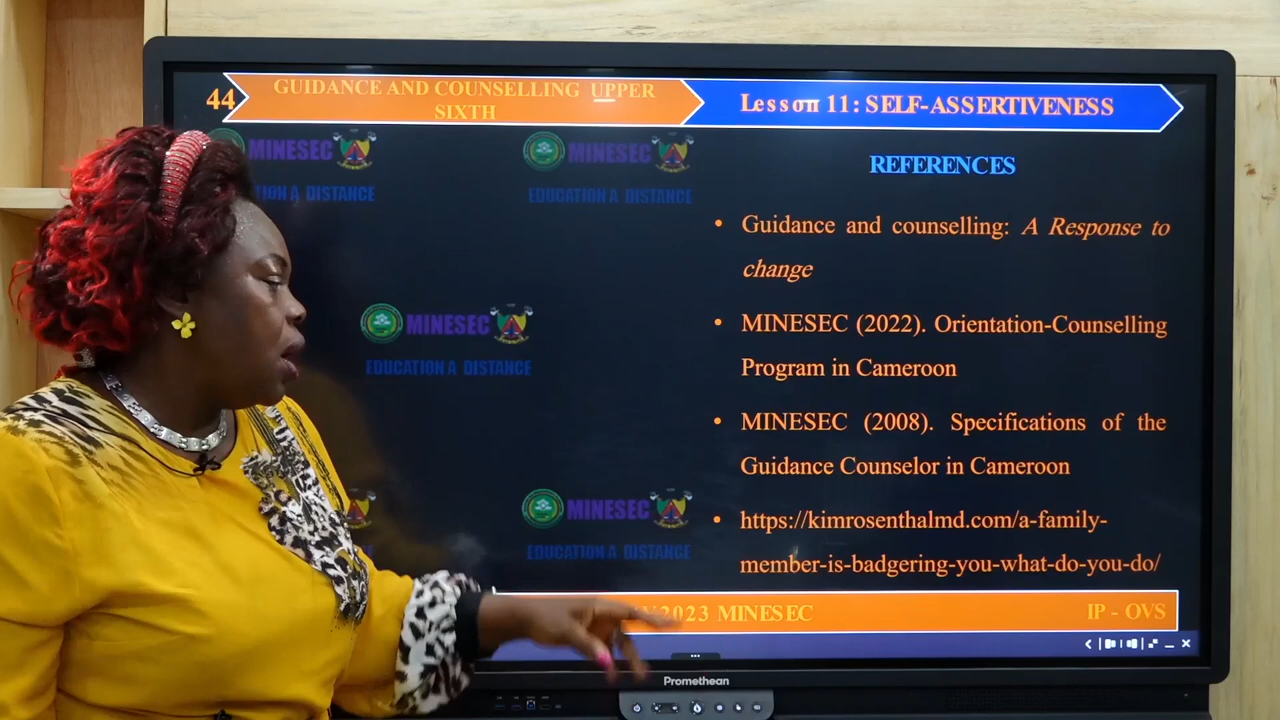 44
GUIDANCE AND COUNSELLING UPPER
SIXTH
Lesson 11: SELF-ASSERTIVENESS
MINESEC
MINESEC
EDUCATION A DISTANCE
REFERENCES
• Guidance and counselling: A Response to
change
MINESEC
EDUCATION A DISTANCE
• MINESEC (2022). Orientation-Counselling
Program in Cameroon
• MINESEC (2008). Specifications of the
Guidance Counselor in Cameroon
MINESEC
EDUCATION A DISTANCE
• https://kimrosenthalmd.com/a-family-
member-is-badgering-you-what-do-you-do/
2023 MINESEC
IP - OVS
Promethean